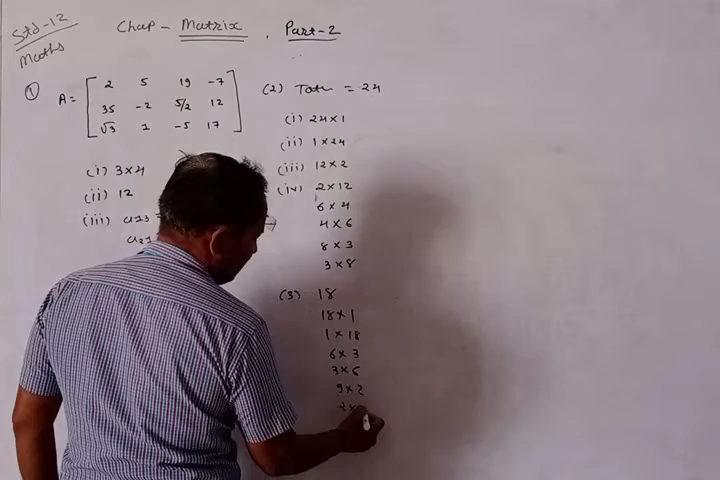 Std-12
Maths
Chap - Matrix . Part-2
① A = [ 2 5 19 -7
35 -2 5/2 12
√3 1 -5 17 ]
(i) 3×4
(ii) 12
(iii) a13 =
a21
(2) Tota = 24
(i) 24×1
(ii) 1×24
(iii) 12×2
(iv) 2×12
6×4
4×6
8×3
3×8
(3) 18
18×1
1×18
6×3
3×6
9×2
2×